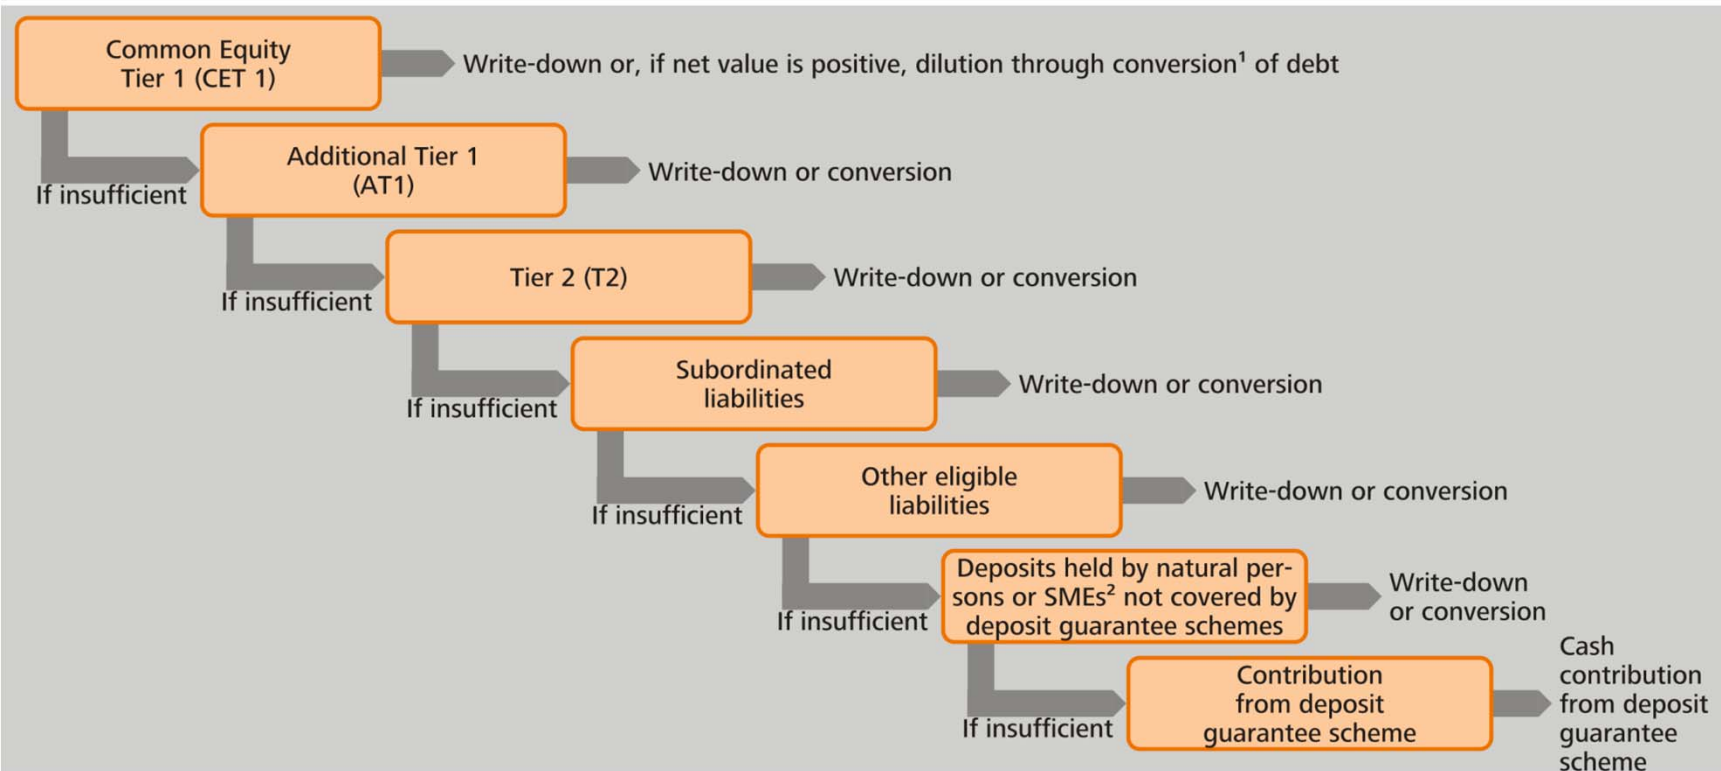 Common Equity
Tier 1 (CET 1)
Write-down or, if net value is positive, dilution through conversion¹ of debt
If insufficient
Additional Tier 1
(AT1)
Write-down or conversion
If insufficient
Tier 2 (T2)
Write-down or conversion
If insufficient
Subordinated
liabilities
Write-down or conversion
If insufficient
Other eligible
liabilities
Write-down or conversion
If insufficient
Deposits held by natural per-
sons or SMEs² not covered by
deposit guarantee schemes
Write-down
or conversion
If insufficient
Contribution
from deposit
guarantee scheme
Cash
contribution
from deposit
guarantee
scheme